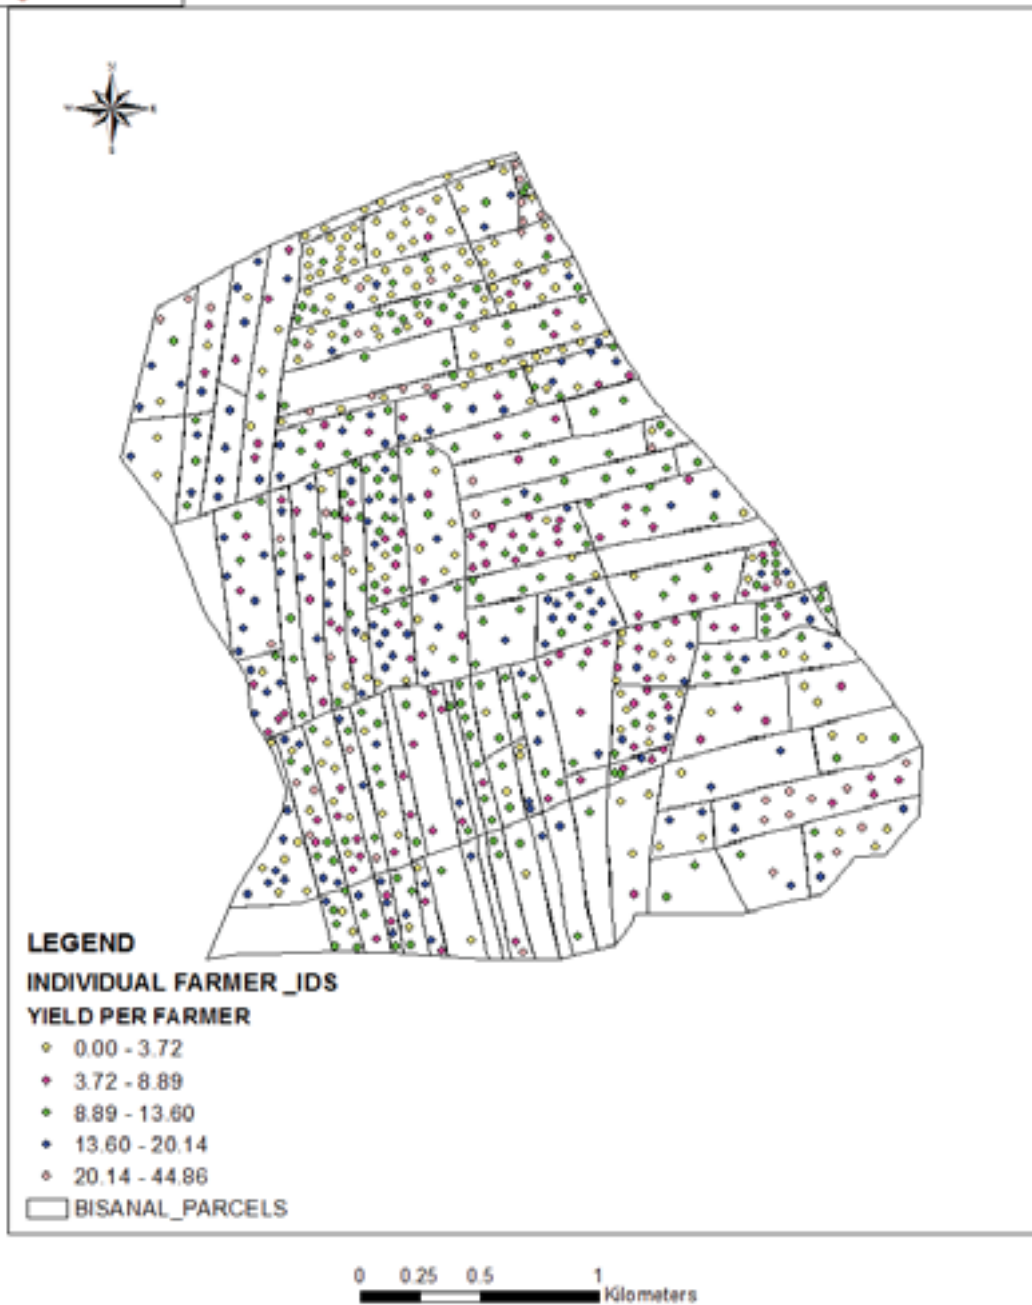 LEGEND
INDIVIDUAL FARMER_IDS
YIELD PER FARMER
0.00 - 3.72
3.72 - 8.89
8.89 - 13.60
13.60 - 20.14
20.14 - 44.86
BISANAL_PARCELS
0 0.25 0.5 1
Kilometers